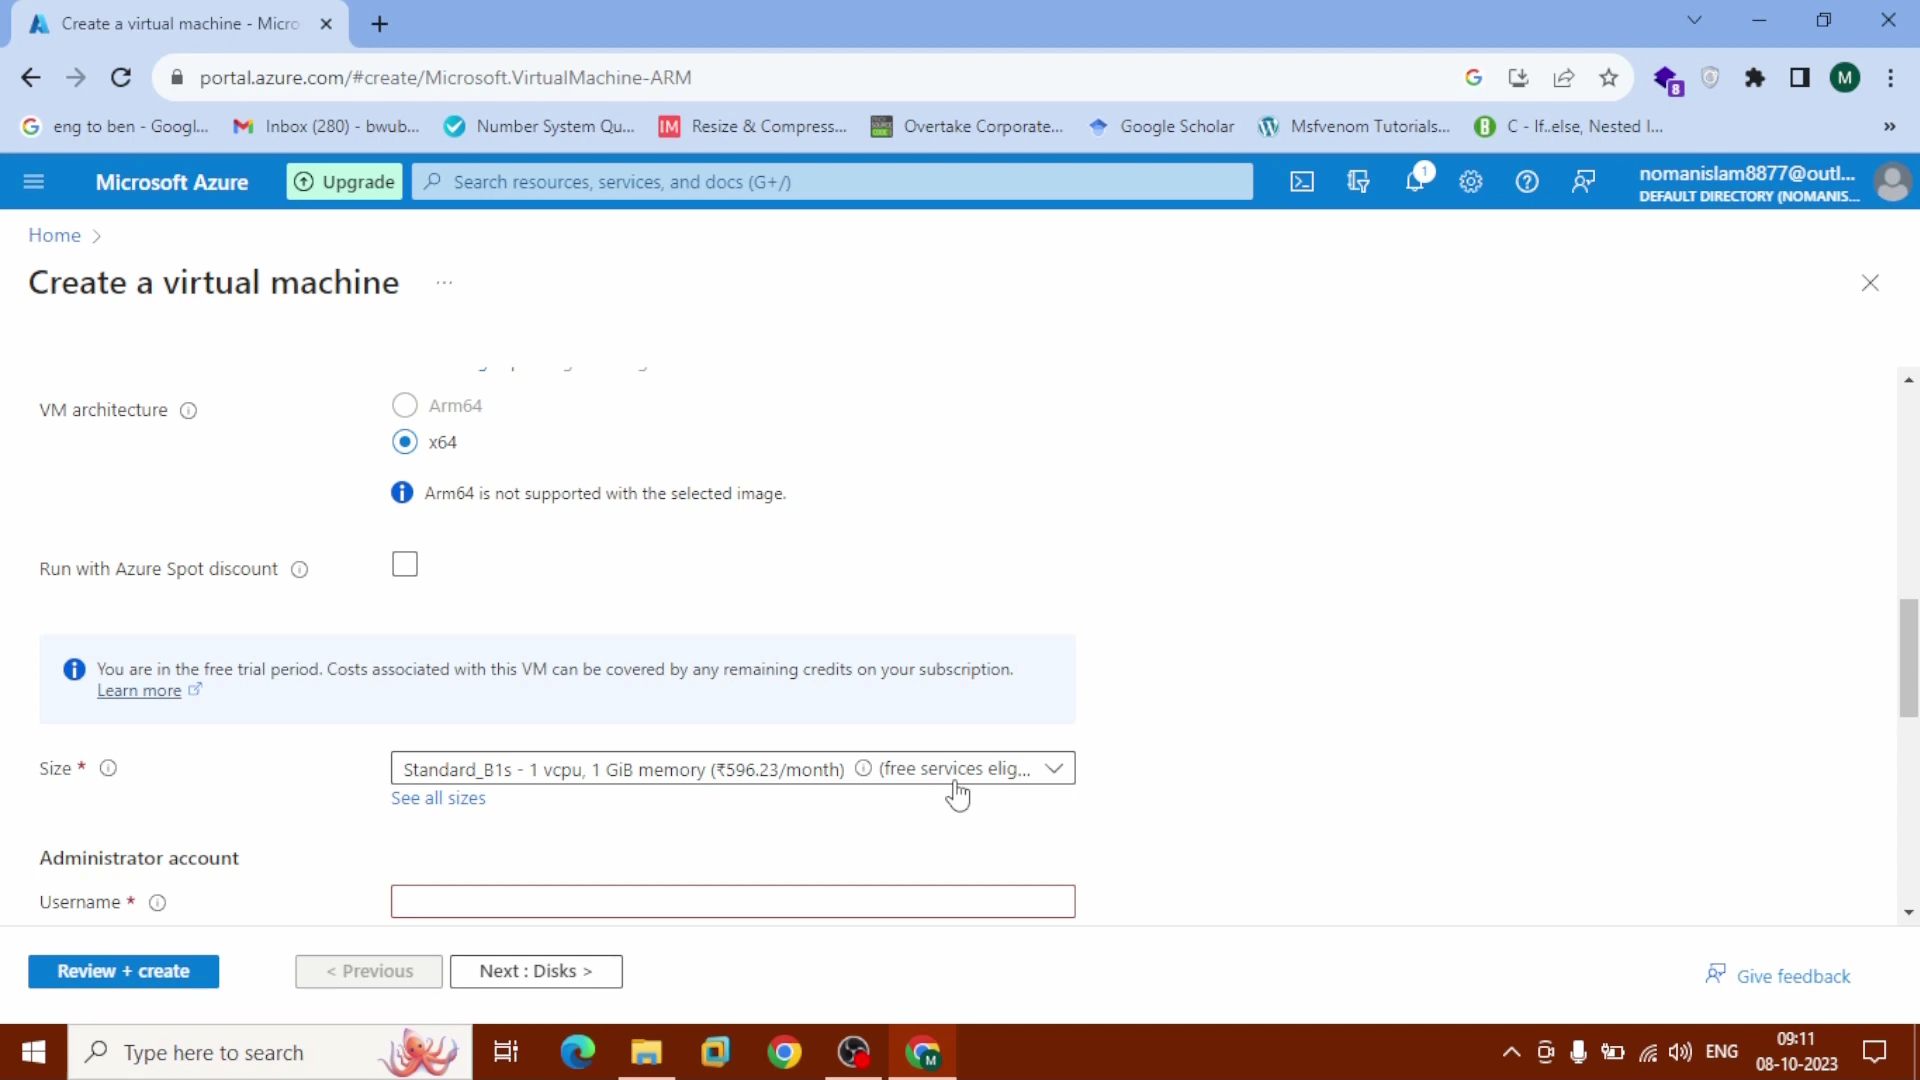 Create a virtual machine - Micro
portal.azure.com/#create/Microsoft.VirtualMachine-ARM
8
M
eng to ben - Googl...
Inbox (280) - bwub...
Number System Qu...
IM
Resize & Compress...
Overtake Corporate...
Google Scholar
Msfvenom Tutorials...
C - If..else, Nested I...
Microsoft Azure
Upgrade
Search resources, services, and docs (G+/)
1
nomanislam8877@outl...
DEFAULT DIRECTORY (NOMANIS...
Home
Create a virtual machine
VM architecture
Arm64
x64
Arm64 is not supported with the selected image.
Run with Azure Spot discount
You are in the free trial period. Costs associated with this VM can be covered by any remaining credits on your subscription.
Learn more
Size *
Standard_B1s - 1 vcpu, 1 GiB memory (₹596.23/month) (free services elig...
See all sizes
Administrator account
Username *
Review + create
< Previous
Next : Disks >
Give feedback
Type here to search
M
ENG
09:11
08-10-2023